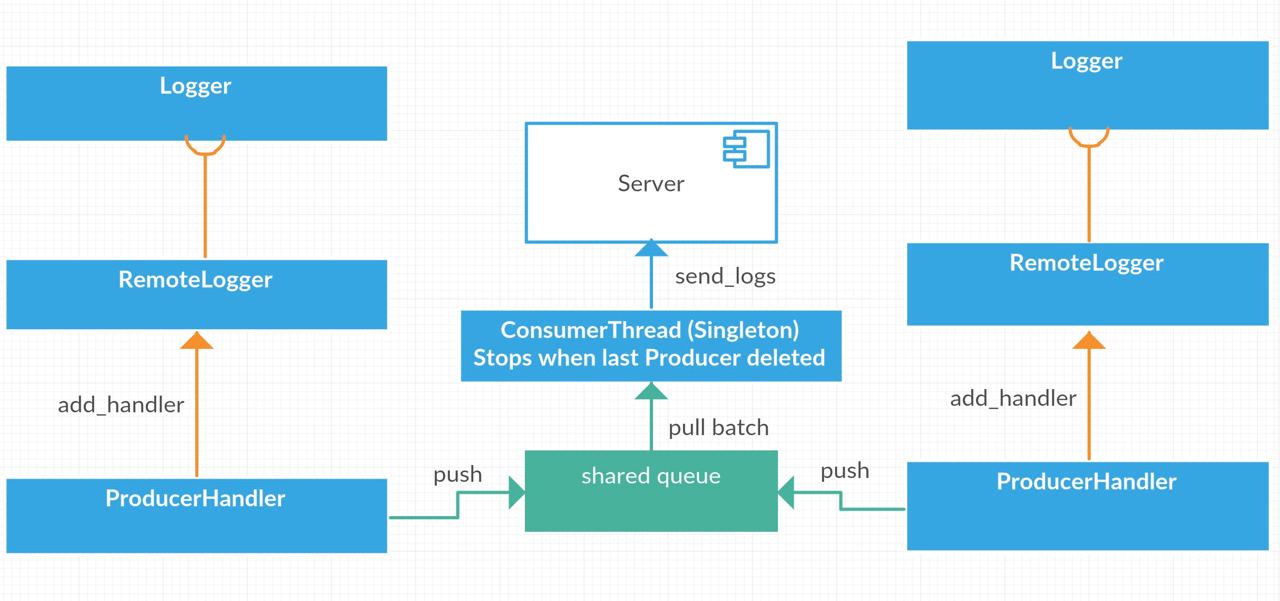 Logger
RemoteLogger
add_handler
ProducerHandler
push
Server
send_logs
ConsumerThread (Singleton)
Stops when last Producer deleted
pull batch
shared queue
push
Logger
RemoteLogger
add_handler
ProducerHandler